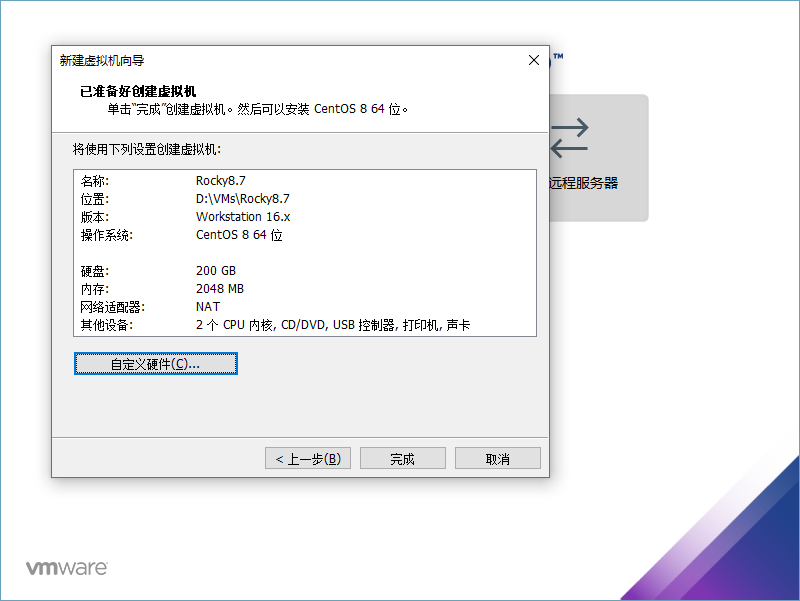 新建虚拟机向导
™
已准备好创建虚拟机
单击“完成”创建虚拟机。然后可以安装 CentOS 8 64 位。
将使用下列设置创建虚拟机:
名称: Rocky8.7
位置: D:\VMs\Rocky8.7
版本: Workstation 16.x
操作系统: CentOS 8 64 位
硬盘: 200 GB
内存: 2048 MB
网络适配器: NAT
其他设备: 2 个 CPU 内核, CD/DVD, USB 控制器, 打印机, 声卡
远程服务器
自定义硬件(C)...
< 上一步(B) 完成 取消
vmware